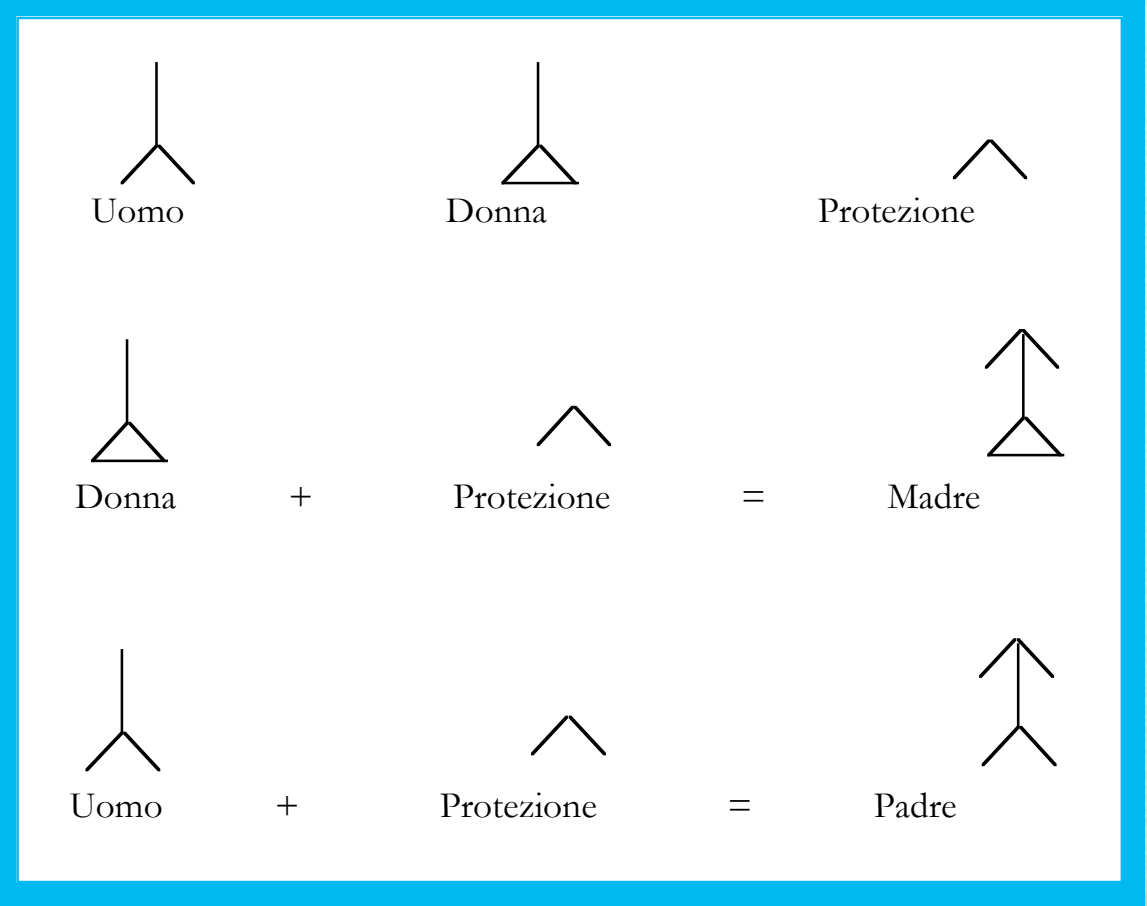 Uomo Donna Protezione
Donna + Protezione = Madre
Uomo + Protezione = Padre